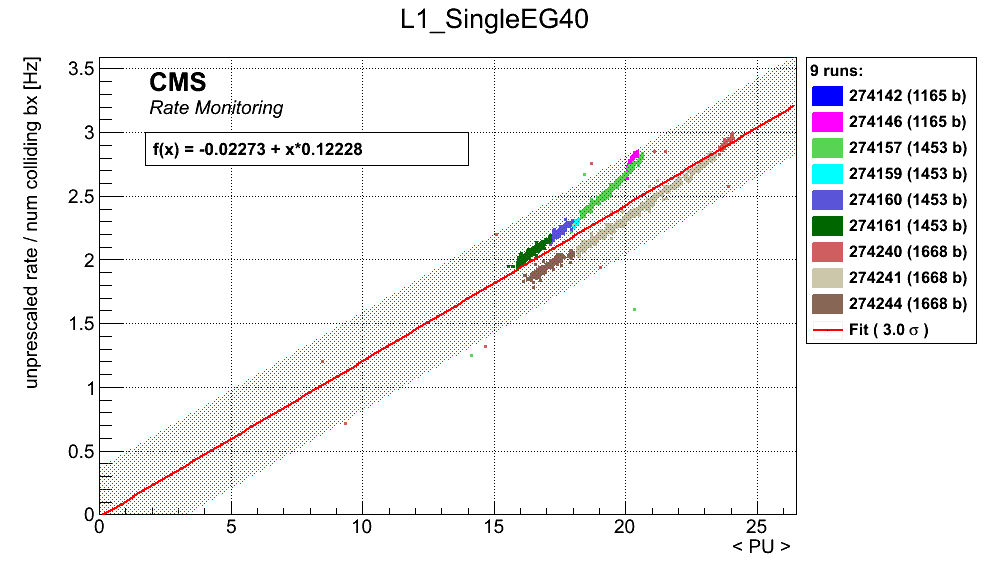 L1_SingleEG40
unprescaled rate / num colliding bx [Hz]
3.5
3
2.5
2
1.5
1
0.5
0
CMS
Rate Monitoring
f(x) = -0.02273 + x*0.12228
0 5 10 15 20 25
< PU >
9 runs:
274142 (1165 b)
274146 (1165 b)
274157 (1453 b)
274159 (1453 b)
274160 (1453 b)
274161 (1453 b)
274240 (1668 b)
274241 (1668 b)
274244 (1668 b)
Fit ( 3.0 σ )